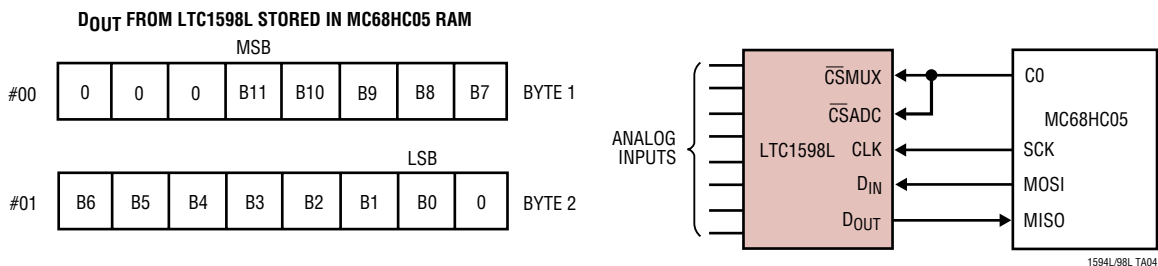 DOUT FROM LTC1598L STORED IN MC68HC05 RAM
MSB
#00 0 0 0 B11 B10 B9 B8 B7 BYTE 1
LSB
#01 B6 B5 B4 B3 B2 B1 B0 0 BYTE 2
ANALOG
INPUTS
LTC1598L
CSMUX
CSADC
CLK
DIN
DOUT
C0
MC68HC05
SCK
MOSI
MISO
1594L/98L TA04